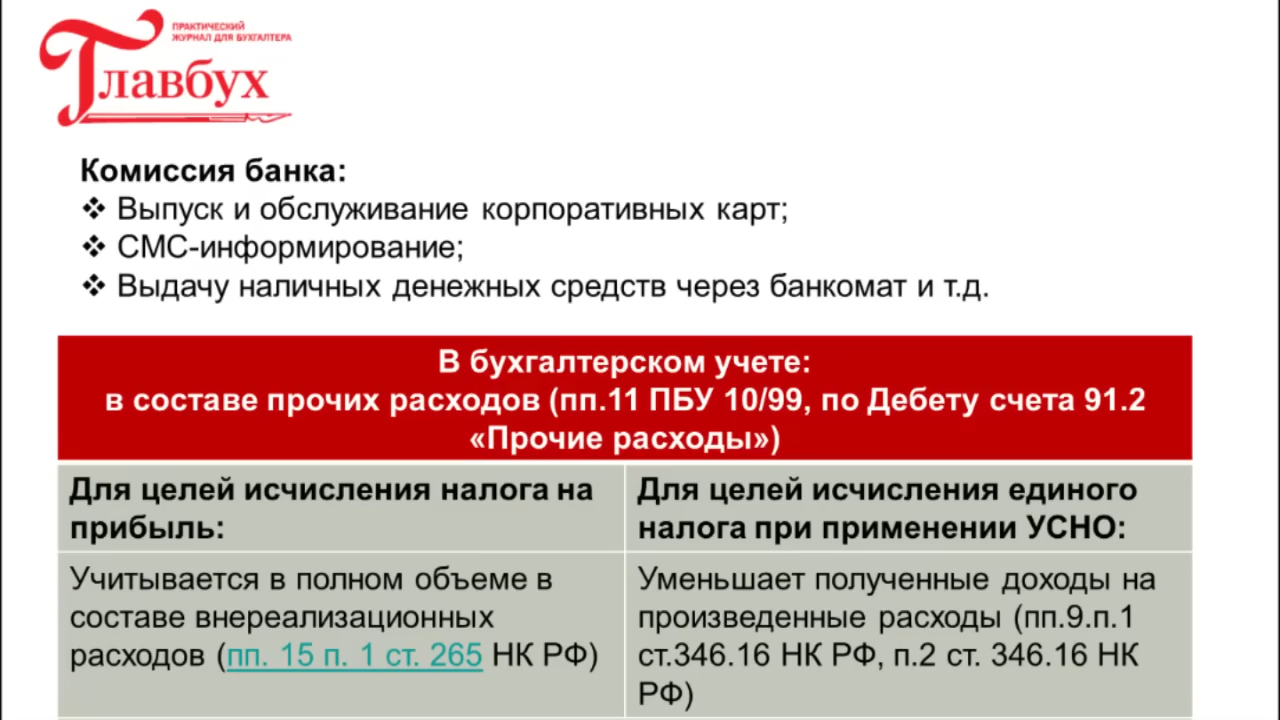 ПРАКТИЧЕСКИЙ
ЖУРНАЛ ДЛЯ БУХГАЛТЕРА
Главбух
Комиссия банка:
❖ Выпуск и обслуживание корпоративных карт;
❖ СМС-информирование;
❖ Выдачу наличных денежных средств через банкомат и т.д.
В бухгалтерском учете:
в составе прочих расходов (пп.11 ПБУ 10/99, по Дебету счета 91.2
«Прочие расходы»)
Для целей исчисления налога на
прибыль:
Для целей исчисления единого
налога при применении УСНО:
Учитывается в полном объеме в
составе внереализационных
расходов (пп. 15 п. 1 ст. 265 НК РФ)
Уменьшает полученные доходы на
произведенные расходы (пп.9.п.1
ст.346.16 НК РФ, п.2 ст. 346.16 НК
РФ)